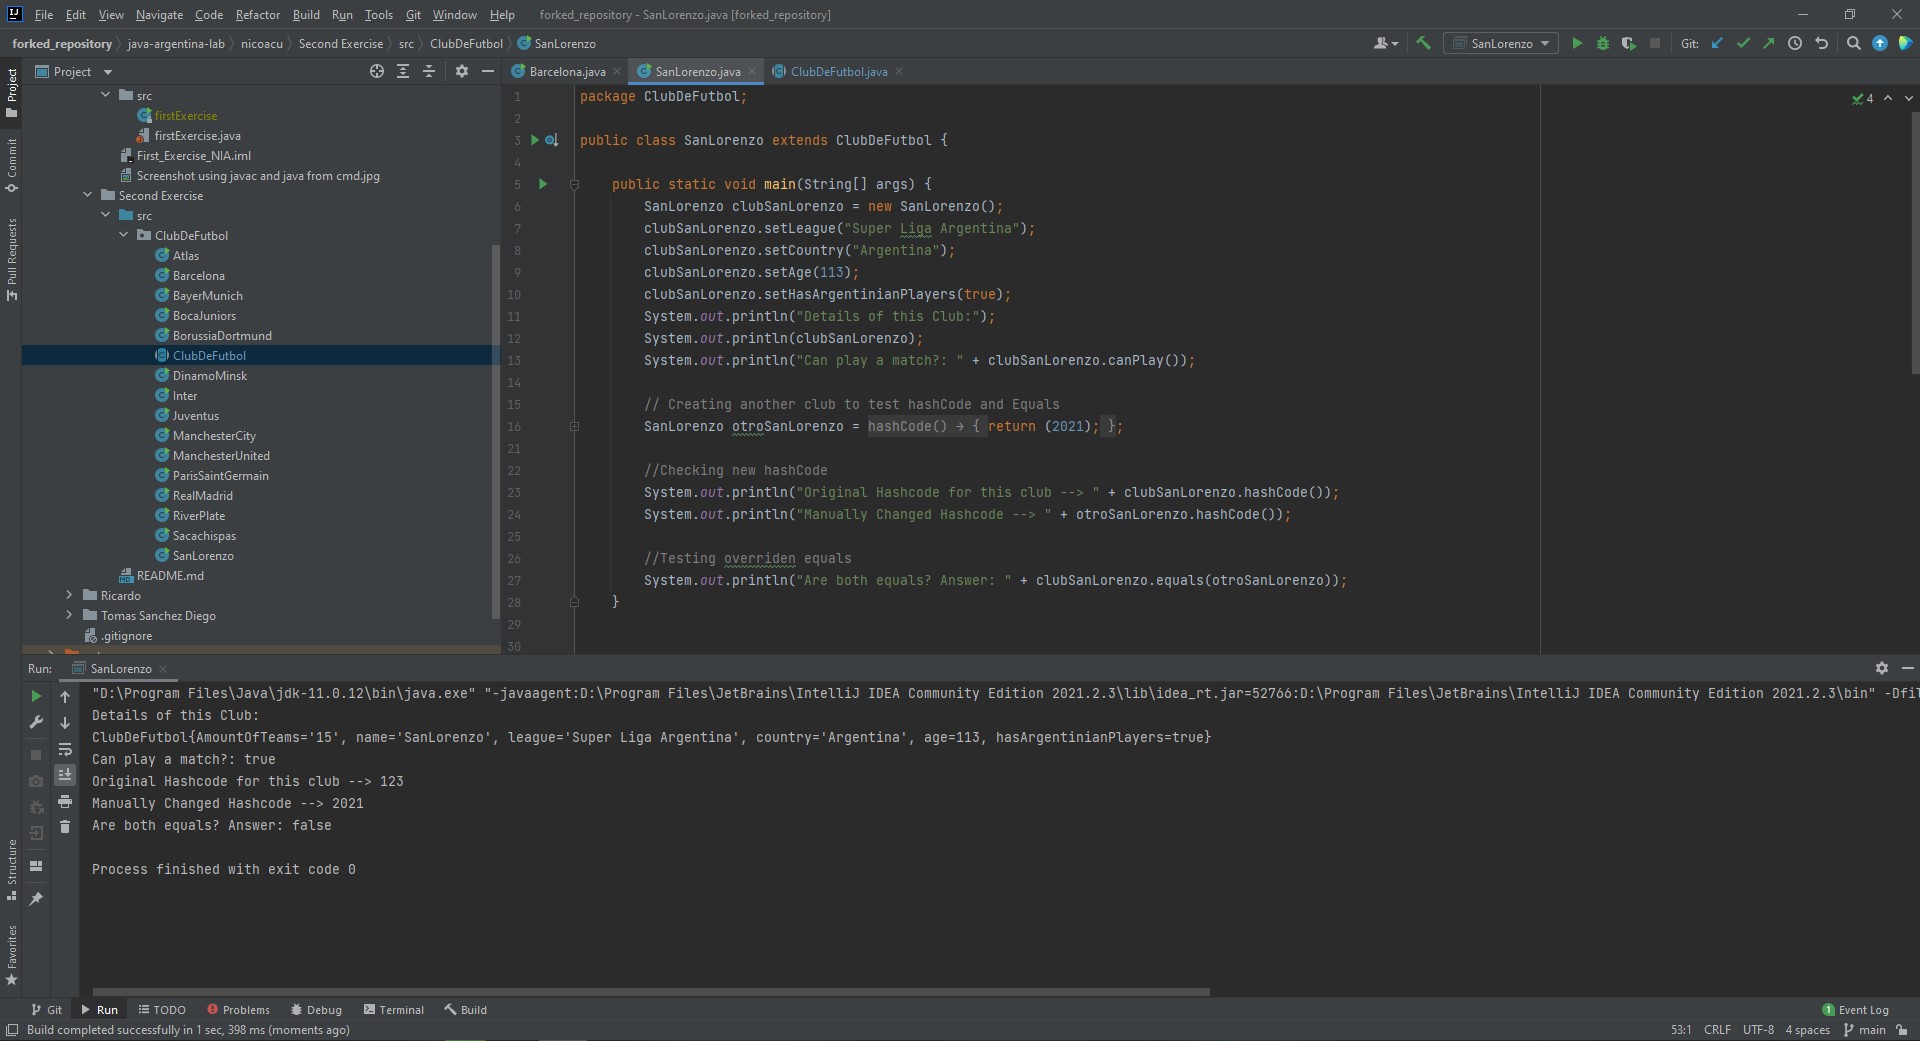 File Edit View Navigate Code Refactor Build Run Tools Git Window Help forked_repository - SanLorenzo.java [forked_repository]
forked_repository java-argentina-lab nicoacu Second Exercise src ClubDeFutbol SanLorenzo
SanLorenzo
Git:
Project
Commit
Pull Requests
Structure
Favorites
Project
src
firstExercise
firstExercise.java
First_Exercise_NIA.iml
Screenshot using javac and java from cmd.jpg
Second Exercise
src
ClubDeFutbol
Atlas
Barcelona
BayerMunich
BocaJuniors
BorussiaDortmund
ClubDeFutbol
DinamoMinsk
Inter
Juventus
ManchesterCity
ManchesterUnited
ParisSaintGermain
RealMadrid
RiverPlate
Sacachispas
SanLorenzo
README.md
Ricardo
Tomas Sanchez Diego
.gitignore
Barcelona.java SanLorenzo.java ClubDeFutbol.java
4
1 package ClubDeFutbol;
2
3 public class SanLorenzo extends ClubDeFutbol {
4
5 public static void main(String[] args) {
6 SanLorenzo clubSanLorenzo = new SanLorenzo();
7 clubSanLorenzo.setLeague("Super Liga Argentina");
8 clubSanLorenzo.setCountry("Argentina");
9 clubSanLorenzo.setAge(113);
10 clubSanLorenzo.setHasArgentinianPlayers(true);
11 System.out.println("Details of this Club:");
12 System.out.println(clubSanLorenzo);
13 System.out.println("Can play a match?: " + clubSanLorenzo.canPlay());
14
15 // Creating another club to test hashCode and Equals
16 SanLorenzo otroSanLorenzo = hashCode() → { return (2021); };
21
22 //Checking new hashCode
23 System.out.println("Original Hashcode for this club --> " + clubSanLorenzo.hashCode());
24 System.out.println("Manually Changed Hashcode --> " + otroSanLorenzo.hashCode());
25
26 //Testing overriden equals
27 System.out.println("Are both equals? Answer: " + clubSanLorenzo.equals(otroSanLorenzo));
28 }
29
30
Run: SanLorenzo
"D:\Program Files\Java\jdk-11.0.12\bin\java.exe" "-javaagent:D:\Program Files\JetBrains\IntelliJ IDEA Community Edition 2021.2.3\lib\idea_rt.jar=52766:D:\Program Files\JetBrains\IntelliJ IDEA Community Edition 2021.2.3\bin" -Dfil
Details of this Club:
ClubDeFutbol{AmountOfTeams='15', name='SanLorenzo', league='Super Liga Argentina', country='Argentina', age=113, hasArgentinianPlayers=true}
Can play a match?: true
Original Hashcode for this club --> 123
Manually Changed Hashcode --> 2021
Are both equals? Answer: false
Process finished with exit code 0
Git Run TODO Problems Debug Terminal Build 1 Event Log
Build completed successfully in 1 sec, 398 ms (moments ago) 53:1 CRLF UTF-8 4 spaces main